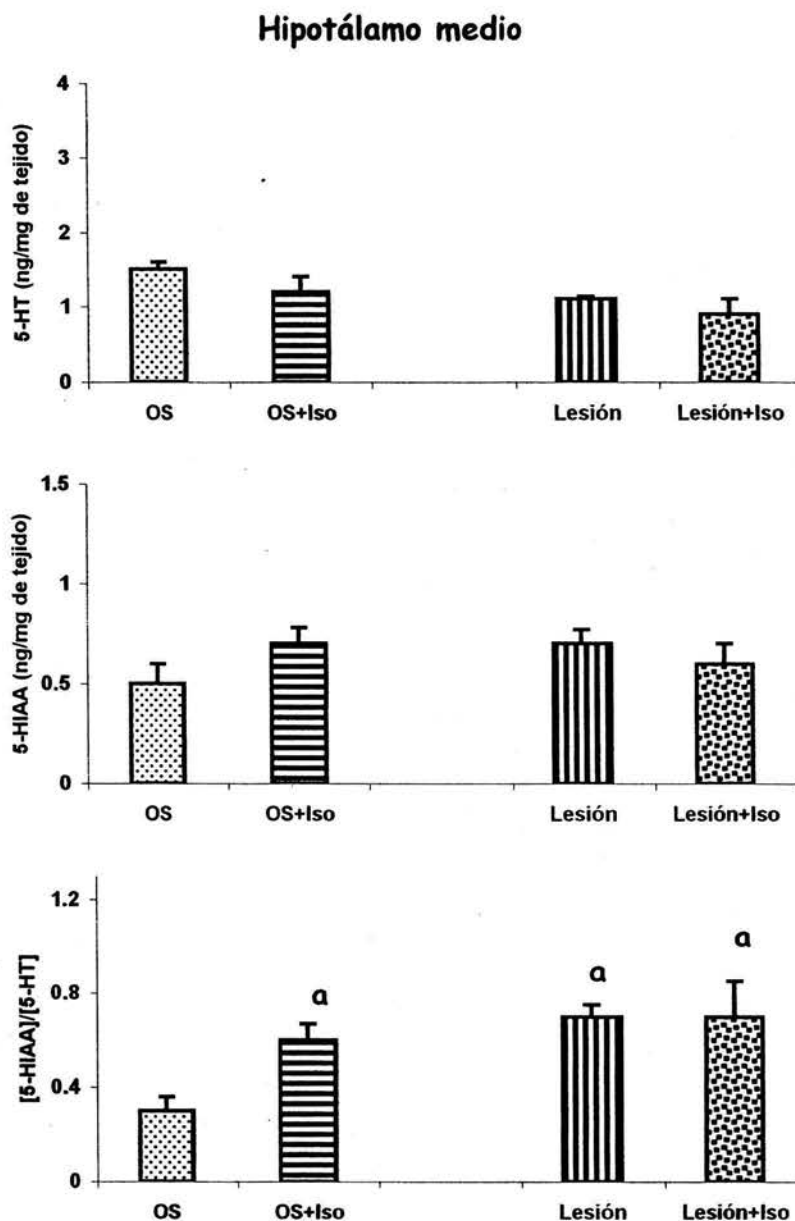 Hipotálamo medio
5-HT (ng/mg de tejido)
4
3
2
1
0
OS OS+Iso Lesión Lesión+Iso
5-HIAA (ng/mg de tejido)
1.5
1
0.5
0
OS OS+Iso Lesión Lesión+Iso
[5-HIAA]/[5-HT]
1.2
0.8
0.4
0
a a a
OS OS+Iso Lesión Lesión+Iso